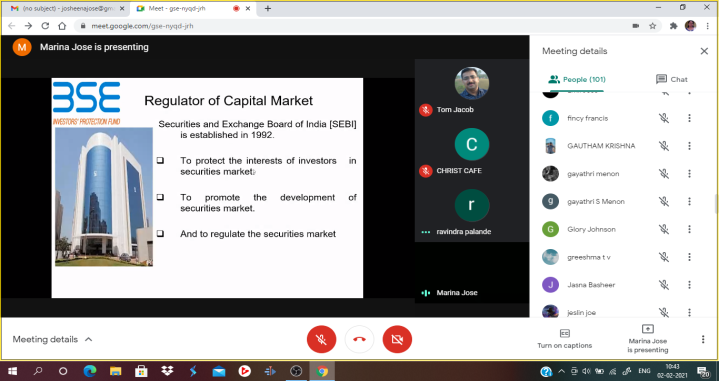 (no subject) - josheenajose@gm
Meet - gse-nyqd-jrh
meet.google.com/gse-nyqd-jrh
M Marina Jose is presenting
BSE
INVESTORS' PROTECTION FUND
Regulator of Capital Market
Securities and Exchange Board of India [SEBI]
is established in 1992.
To protect the interests of investors in
securities market.
To promote the development of
securities market.
And to regulate the securities market
Tom Jacob
C
CHRIST CAFE
r
ravindra palande
Marina Jose
Meeting details
People (101)
Chat
f fincy francis
GAUTHAM KRISHNA
gayathri menon
g gayathri S Menon
G Glory Johnson
greeshma t v
J Jasna Basheer
jeslin joe
Meeting details
Turn on captions
Marina Jose
is presenting
ENG
10:43
02-02-2021
20